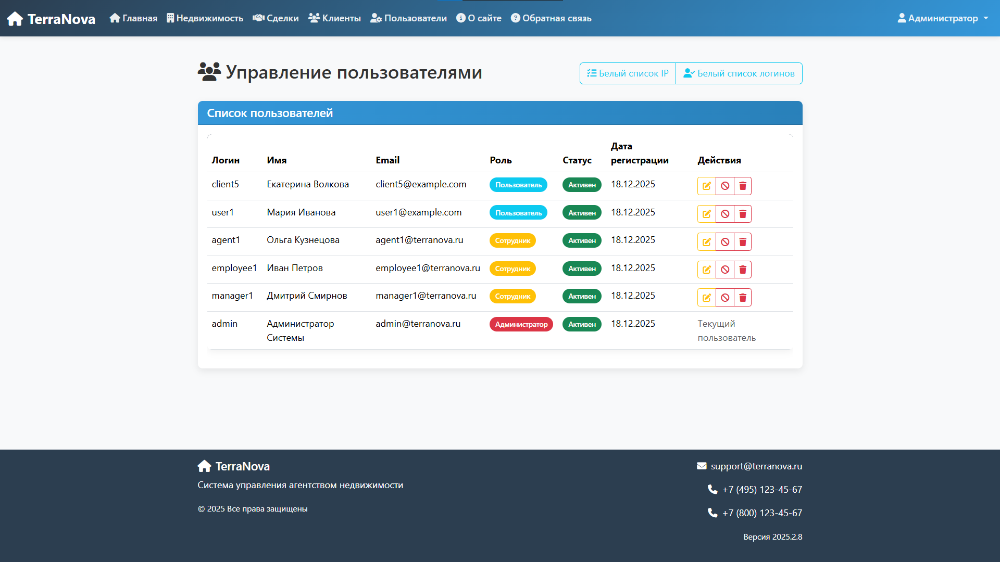 TerraNova Главная Недвижимость Сделки Клиенты Пользователи О сайте Обратная связь Администратор
Управление пользователями
Белый список IP Белый список логинов
Список пользователей
Логин Имя Email Роль Статус Дата регистрации Действия
client5 Екатерина Волкова client5@example.com Пользователь Активен 18.12.2025
user1 Мария Иванова user1@example.com Пользователь Активен 18.12.2025
agent1 Ольга Кузнецова agent1@terranova.ru Сотрудник Активен 18.12.2025
employee1 Иван Петров employee1@terranova.ru Сотрудник Активен 18.12.2025
manager1 Дмитрий Смирнов manager1@terranova.ru Сотрудник Активен 18.12.2025
admin Администратор Системы admin@terranova.ru Администратор Активен 18.12.2025 Текущий пользователь
TerraNova
Система управления агентством недвижимости
© 2025 Все права защищены
support@terranova.ru
+7 (495) 123-45-67
+7 (800) 123-45-67
Версия 2025.2.8